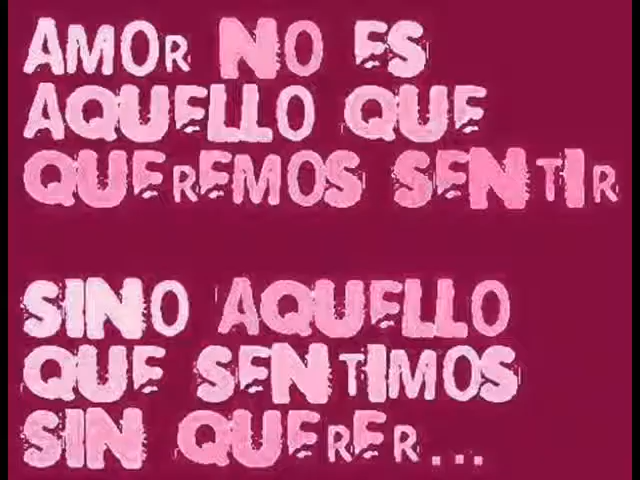 AMOR NO ES
AQUELLO QUE
QUEREMOS SENTIR
SINO AQUELLO
QUE SENTIMOS
SIN QUERER...